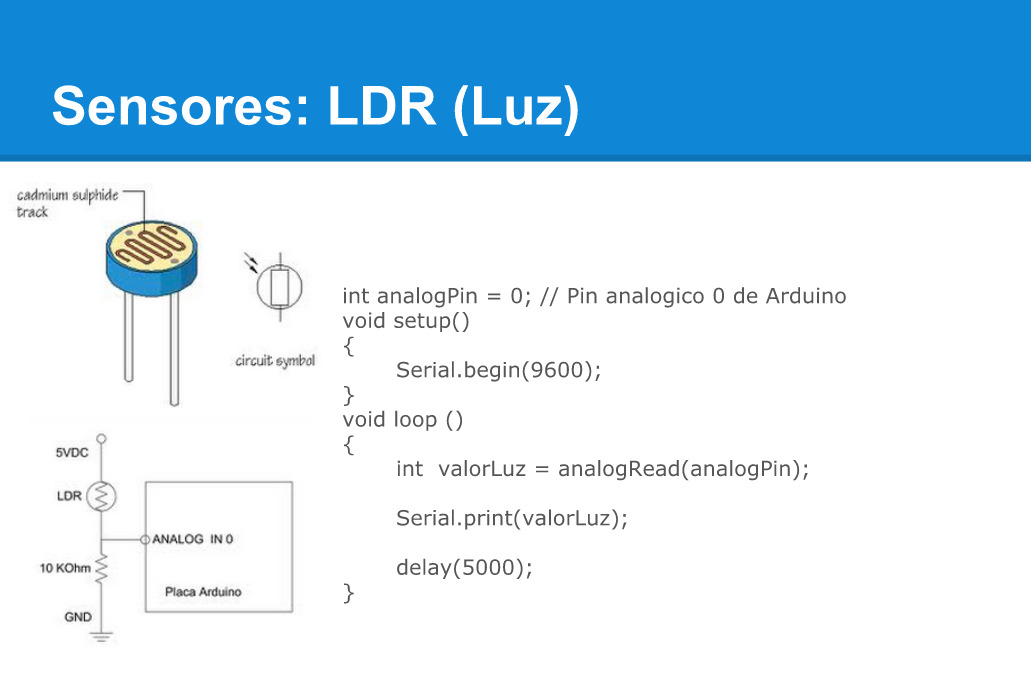 Sensores: LDR (Luz)
cadmium sulphide
track
circuit symbol
5VDC
LDR
ANALOG IN 0
10 KOhm
Placa Arduino
GND
int analogPin = 0; // Pin analogico 0 de Arduino
void setup()
{
Serial.begin(9600);
}
void loop ()
{
int  valorLuz = analogRead(analogPin);
Serial.print(valorLuz);
delay(5000);
}